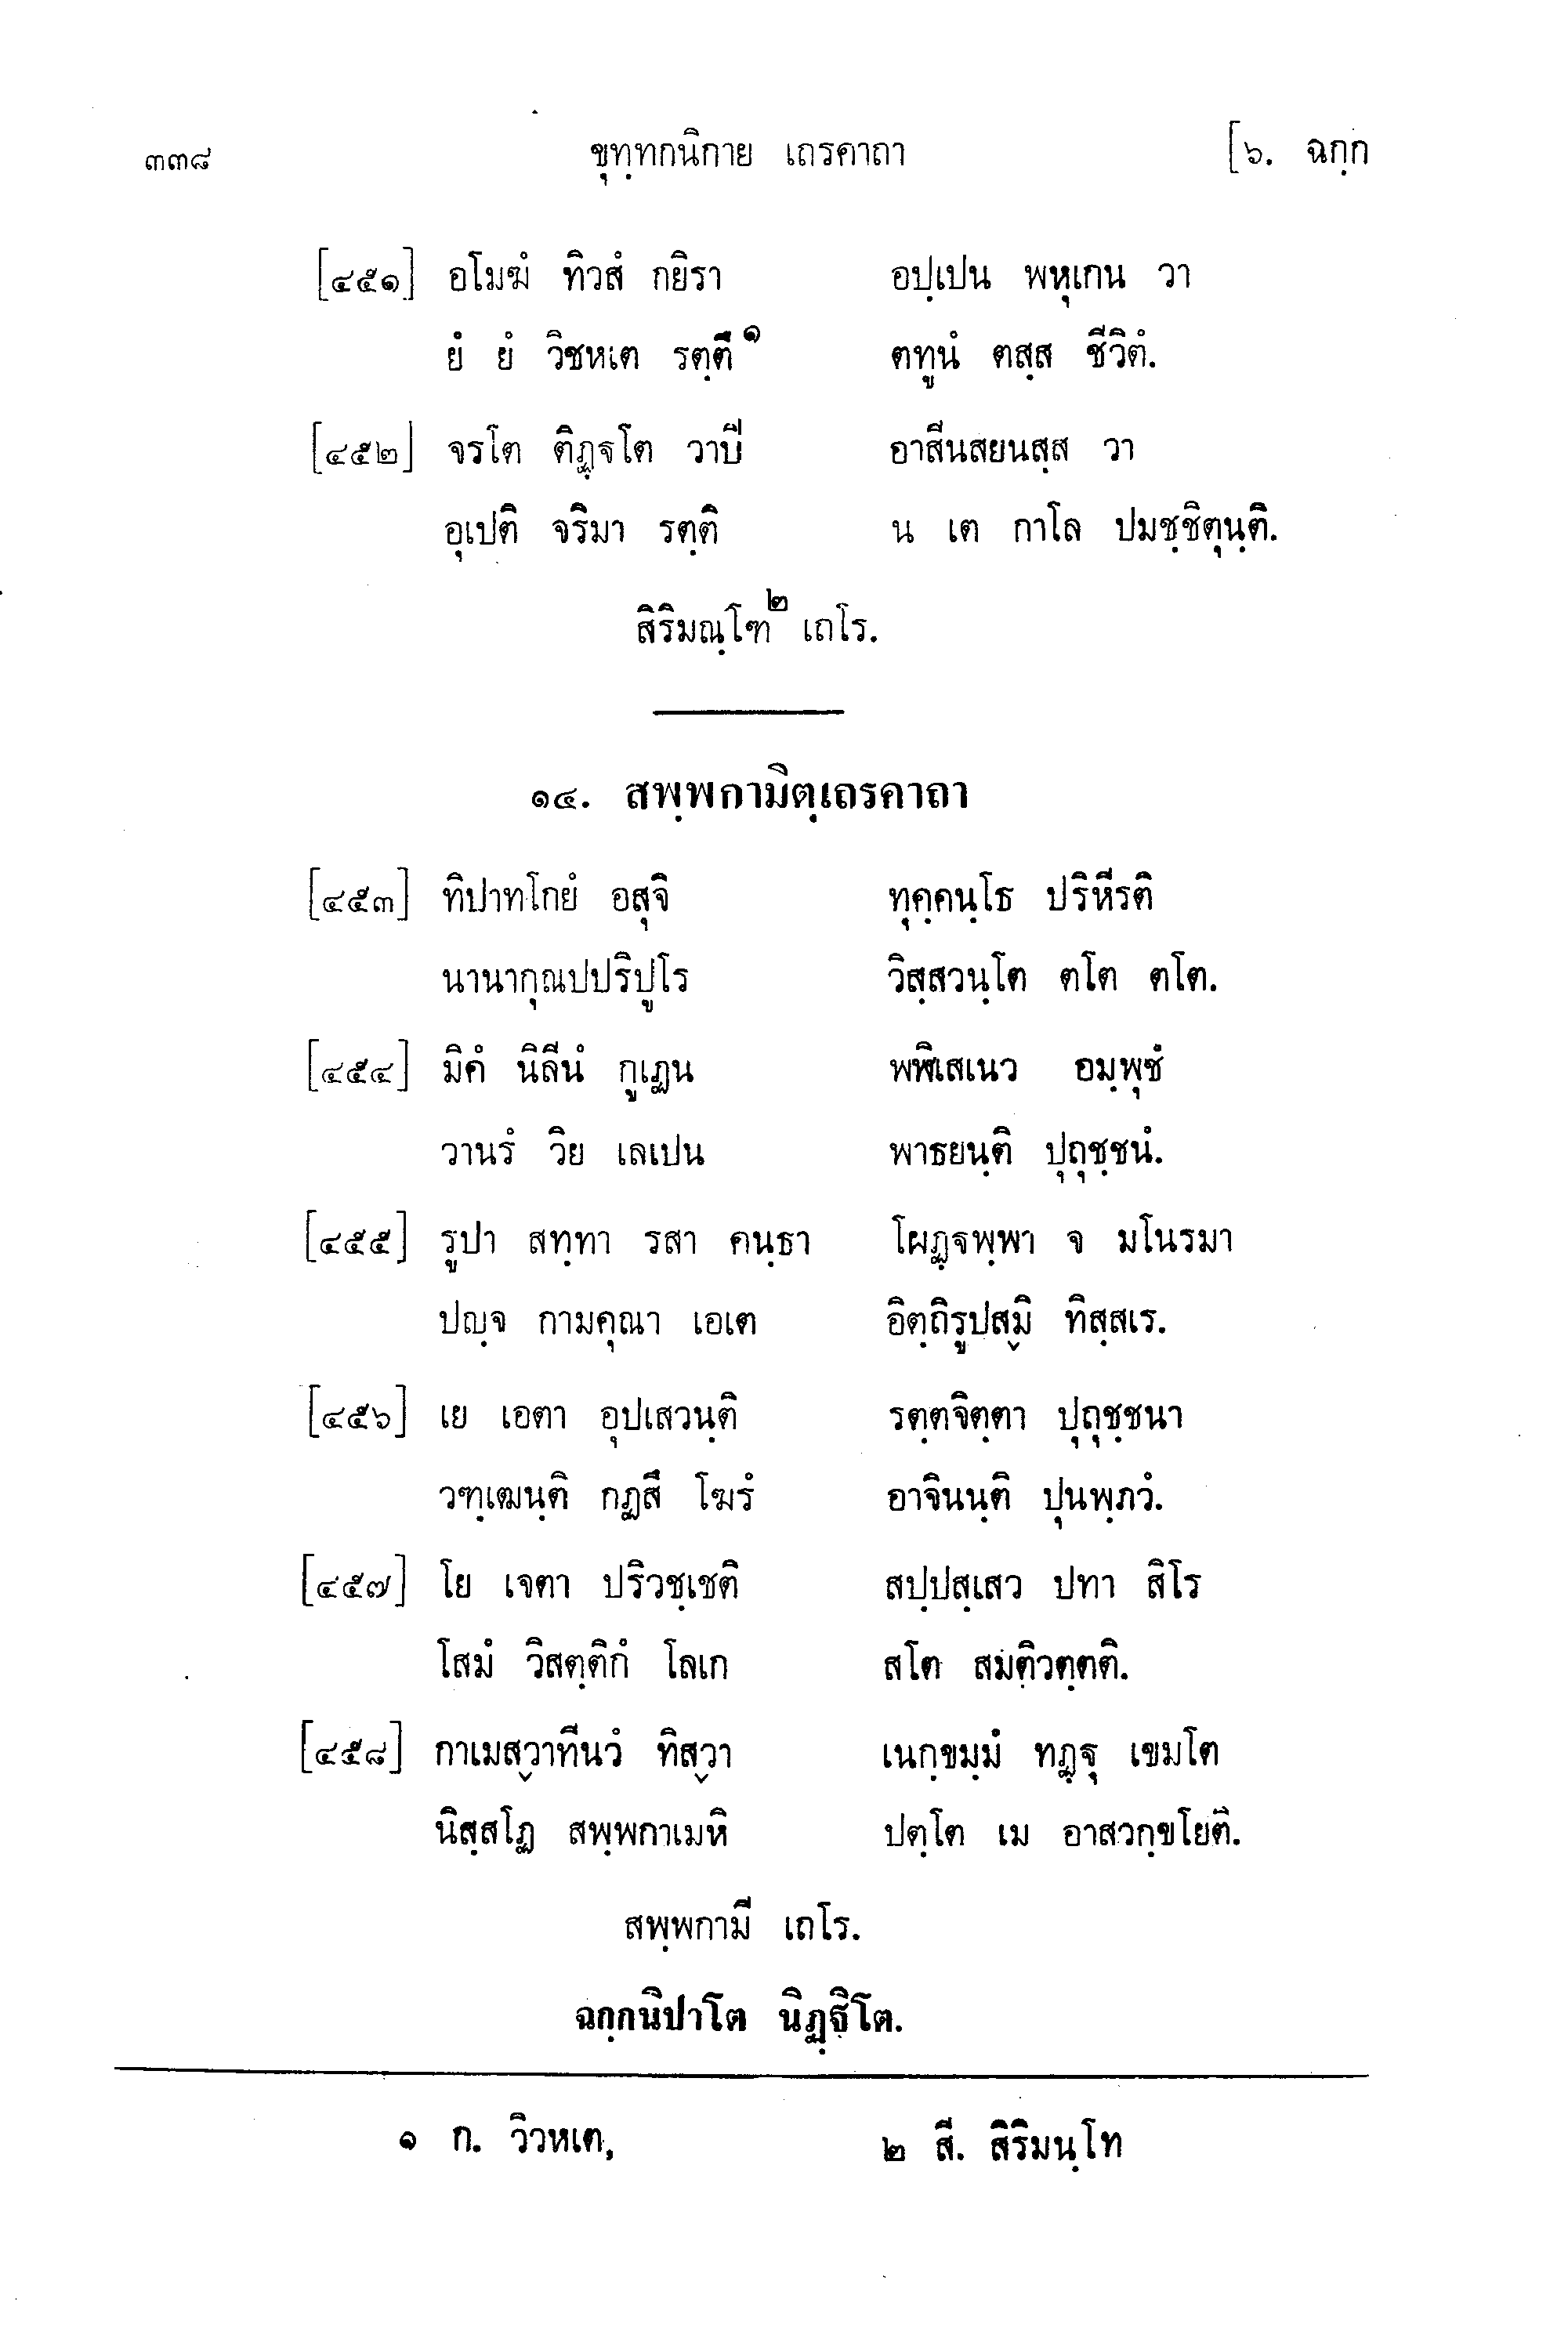 ๓๓๘ ขุทฺทกนิกาย เถรคาถา [๖. ฉกฺก
[๔๕๑] อโมฆํ ทิวสํ กยิรา อปฺเปน พหุเกน วา
ยํ ยํ วิชหเต รตฺตึ๑ ตทูนํ ตสฺส ชีวิตํ.
[๔๕๒] จรโต ติฏฺฐโต วาปิ อาสีนสยนสฺส วา
อุเปติ จริมา รตฺติ น เต กาโล ปมชฺชิตุนฺติ.
สิริมณฺโฑ๒ เถโร.
๑๔. สพฺพกามิตฺเถรคาถา
[๔๕๓] ทิปาทโกยํ อสุจิ ทุคฺคนฺโธ ปริหีรติ
นานากุณปปริปูโร วิสฺสวนฺโต ตโต ตโต.
[๔๕๔] มิคํ นิลีนํ กูเฏน พฬิเสเนว อมฺพุชํ
วานรํ วิย เลเปน พาธยนฺติ ปุถุชฺชนํ.
[๔๕๕] รูปา สทฺทา รสา คนฺธา โผฏฺฐพฺพา จ มโนรมา
ปญฺจ กามคุณา เอเต อิตฺถิรูปสฺมิ ทิสฺสเร.
[๔๕๖] เย เอตา อุปเสวนฺติ รตฺตจิตฺตา ปุถุชฺชนา
วฑฺเฒนฺติ กฏสึ โฆรํ อาจินนฺติ ปุนพฺภวํ.
[๔๕๗] โย เจตา ปริวชฺเชติ สปฺปสฺเสว ปทา สิโร
โสมํ วิสตฺติกํ โลเก สโต สมติวตฺตติ.
[๔๕๘] กาเมสฺวาทีนวํ ทิสฺวา เนกฺขมฺมํ ทฏฺฐุ เขมโต
นิสฺสโฏ สพฺพกาเมหิ ปตฺโต เม อาสวกฺขโยติ.
สพฺพกามี เถโร.
ฉกฺกนิปาโต นิฏฺฐิโต.
๑ ก. วิวหเต, ๒ สี. สิริมนฺโท